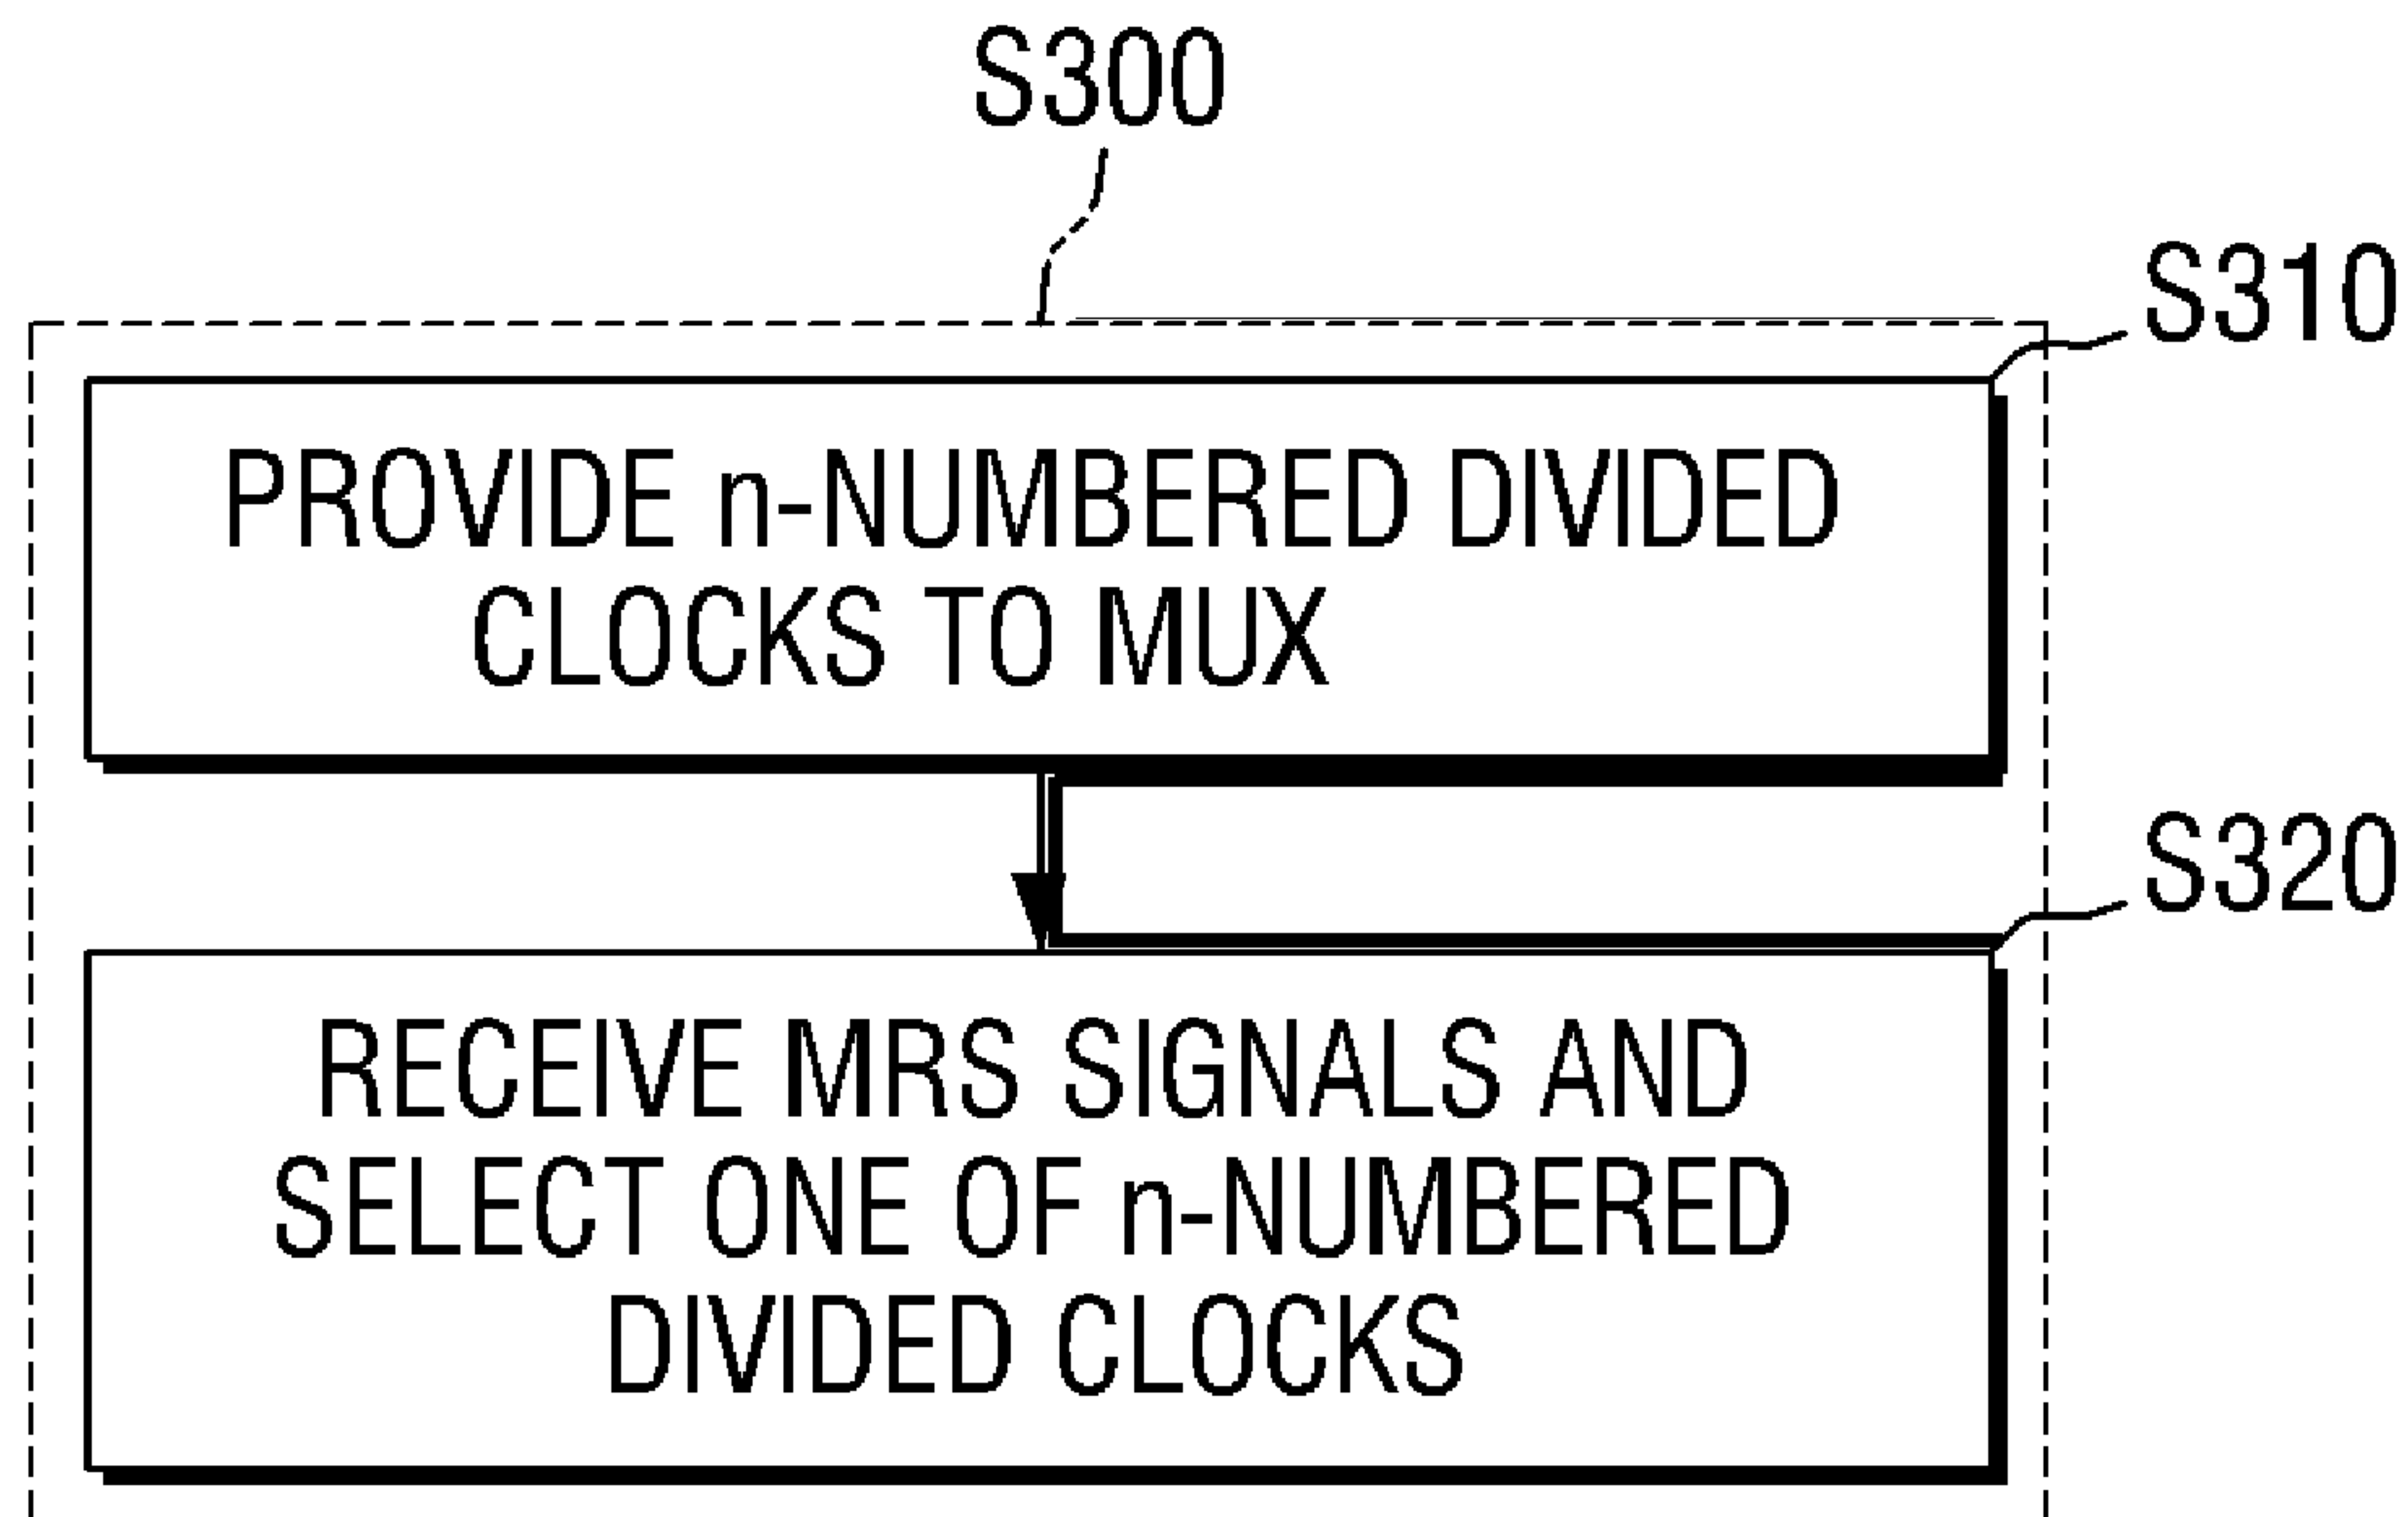 S300
S310
PROVIDE n-NUMBERED DIVIDED
CLOCKS TO MUX
S320
RECEIVE MRS SIGNALS AND
SELECT ONE OF n-NUMBERED
DIVIDED CLOCKS